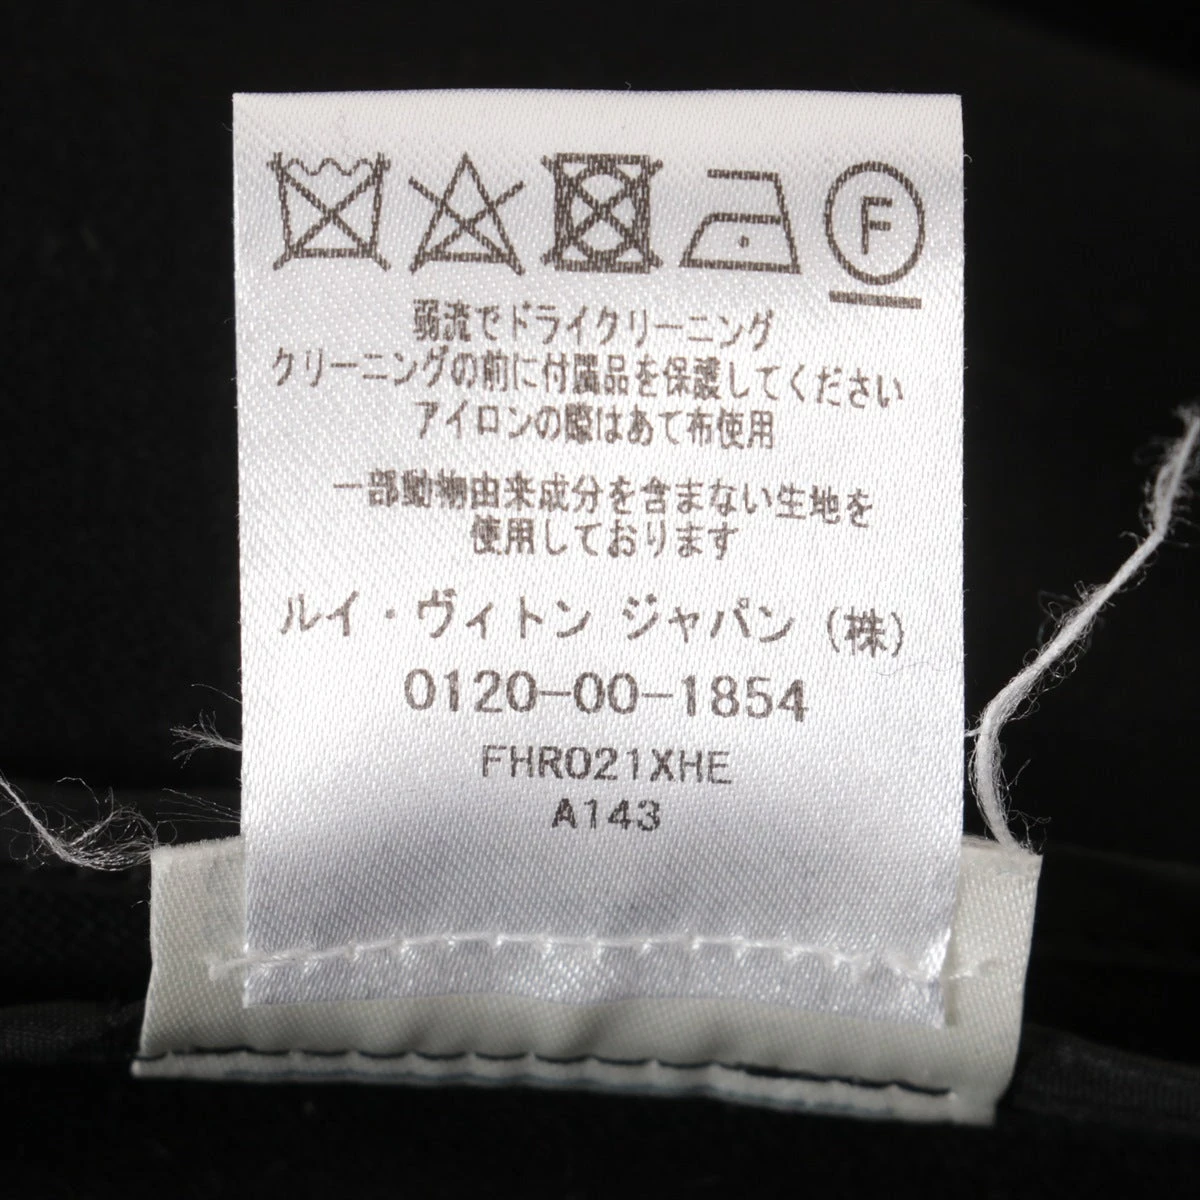 F
弱流でドライクリーニング
クリーニングの前に付属品を保護してください
アイロンの際はあて布使用
一部動物由来成分を含まない生地を
使用しております
ルイ・ヴィトン ジャパン (株)
0120-00-1854
FHR021XHE
A143